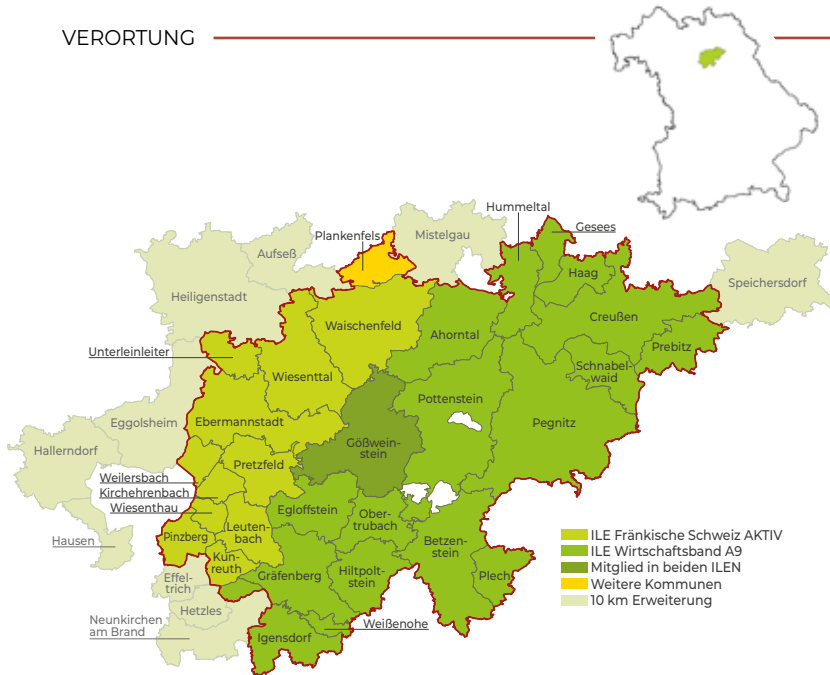 VERORTUNG
Hummeltal
Gesees
Plankenfels
Mistelgau
Aufseß
Haag
Speichersdorf
Heiligenstadt
Creußen
Waischenfeld
Ahorntal
Unterleinleiter
Prebitz
Wiesenttal
Schnabel-
waid
Pottenstein
Eggolsheim
Ebermannstadt
Pegnitz
Hallerndorf
Gößwein-
stein
Pretzfeld
Weilersbach
Kirchehrenbach
Wiesenthau
Egloffstein
Ober-
trubach
Leuten-
bach
Pinzberg
Hausen
Betzen-
stein
Kun-
reuth
Effel-
trich
Gräfenberg
Hiltpolt-
stein
Plech
Hetzles
Neunkirchen
am Brand
Weißenohe
Igensdorf
ILE Fränkische Schweiz AKTIV
ILE Wirtschaftsband A9
Mitglied in beiden ILEN
Weitere Kommunen
10 km Erweiterung